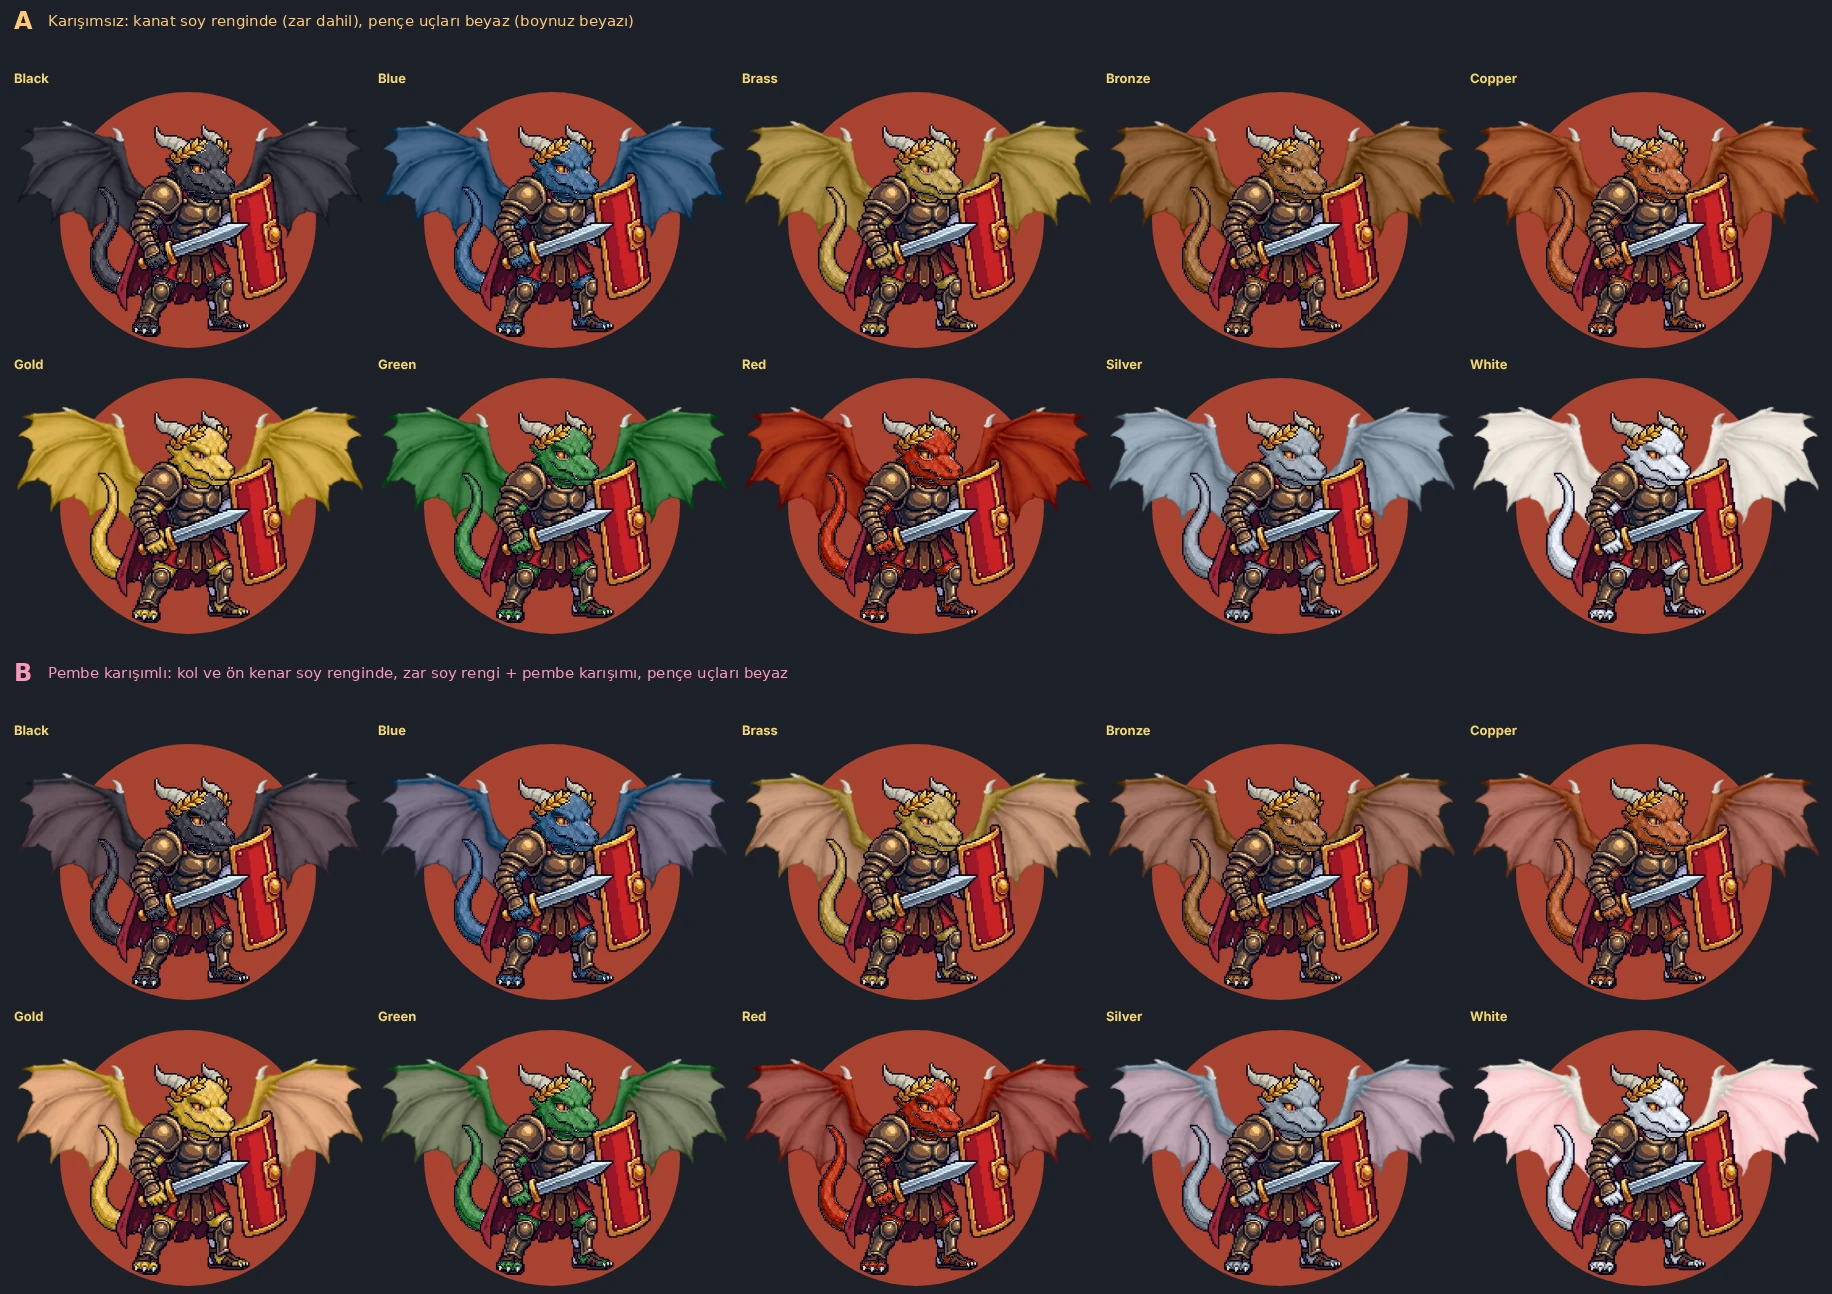 A Karışımsız: kanat soy renginde (zar dahil), pençe uçları beyaz (boynuz beyazı)
Black Blue Brass Bronze Copper
Gold Green Red Silver White
B Pembe karışımlı: kol ve ön kenar soy renginde, zar soy rengi + pembe karışımı, pençe uçları beyaz
Black Blue Brass Bronze Copper
Gold Green Red Silver White